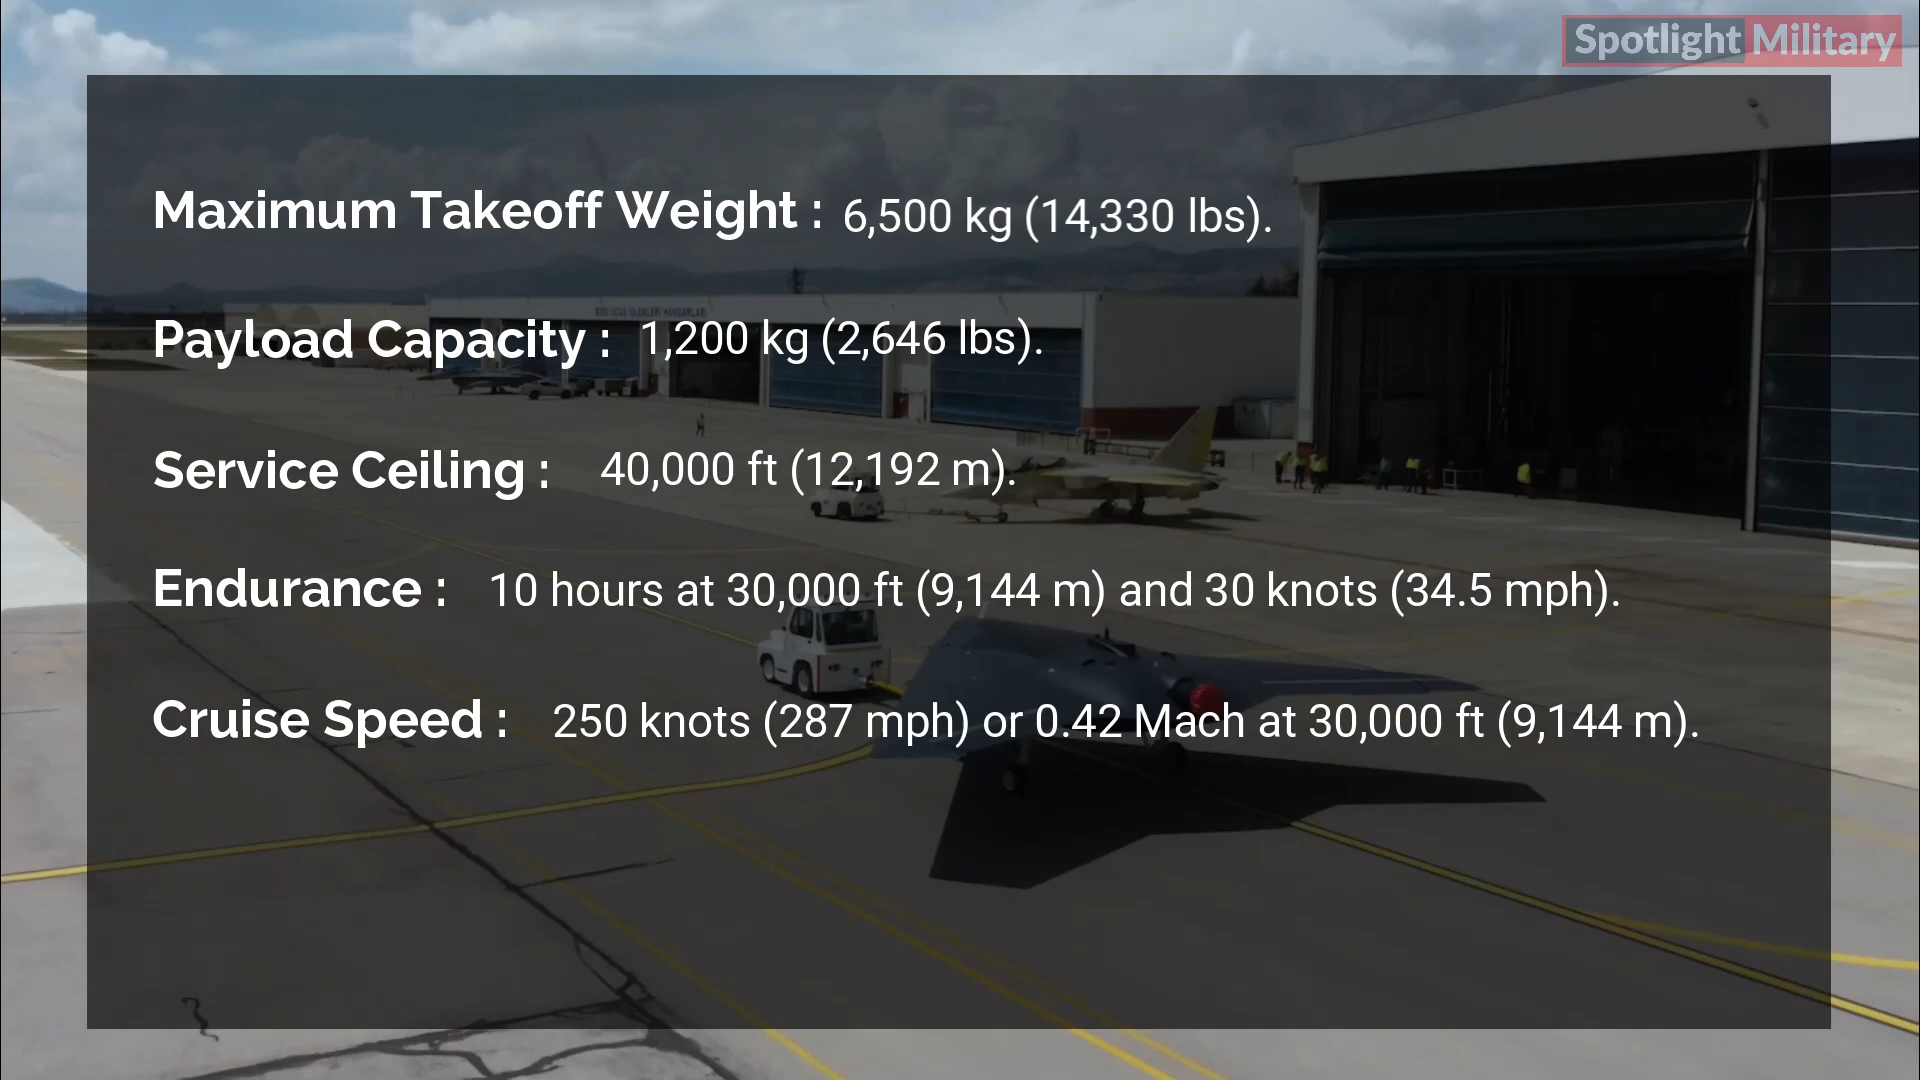 Spotlight Military
Maximum Takeoff Weight : 6,500 kg (14,330 lbs).
Payload Capacity : 1,200 kg (2,646 lbs).
Service Ceiling : 40,000 ft (12,192 m).
Endurance : 10 hours at 30,000 ft (9,144 m) and 30 knots (34.5 mph).
Cruise Speed : 250 knots (287 mph) or 0.42 Mach at 30,000 ft (9,144 m).